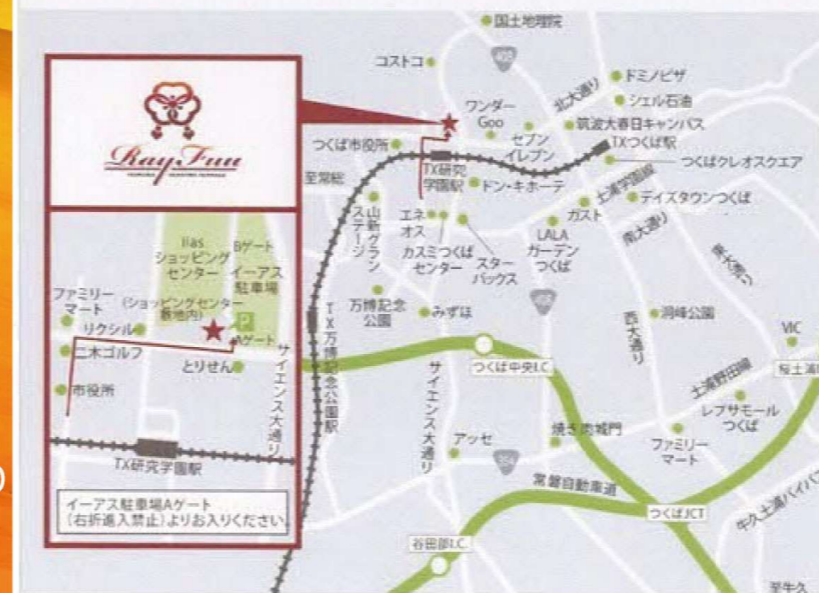 国土地理院
コストコ
408
ドミノピザ
北大通り
シェル石油
ワンダー
Goo
セブン
イレブン
筑波大春日キャンパス
TXつくば駅
つくば市役所
TX研究
学園駅
つくばクレオスクエア
至常総
ドン・キホーテ
土浦学園線
デイズタウンつくば
山新グラン
ステージ
エネ
オス
カスミつくば
センター
スター
バックス
LALA
ガーデン
つくば
ガスト
南大通り
東大通り
万博記念
公園
みずほ
洞峰公園
西大通り
VIC
TX万博記念公園駅
つくば中央I.C.
桜土浦I
土浦野田線
サイエンス大通り
レプサモール
つくば
アッセ
焼き肉城門
ファミリー
マート
354
常磐自動車道
つくばJCT
牛久土浦バイパス
谷田部I.C.
至牛久
RayFuu
Iias
ショッピング
センター
Bゲート
イーアス
駐車場
ファミリー
マート
(ショッピングセンター
敷地内)
P
リクシル
Aゲート
二木ゴルフ
とりせん
市役所
サイエンス大通り
TX研究学園駅
イーアス駐車場Aゲート
(右折進入禁止)よりお入りください。